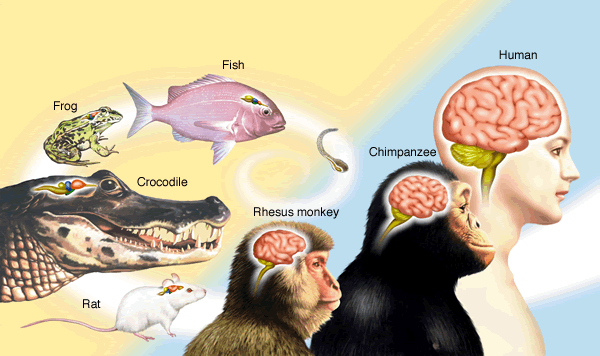 Human
Fish
Frog
Chimpanzee
Crocodile
Rhesus monkey
Rat